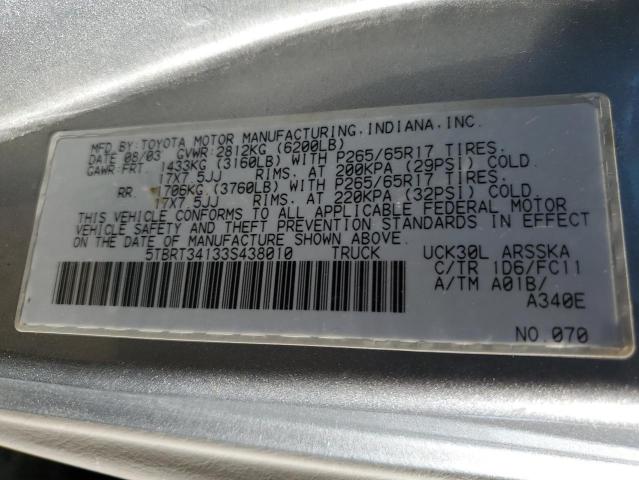 MFD.BY:TOYOTA MOTOR MANUFACTURING,INDIANA,INC.
DATE 08/03 GVWR:2812KG (6200LB)
GAWR:FRT. 1433KG (3160LB) WITH P265/65R17 TIRES,
17X7.5JJ RIMS, AT 200KPA (29PSI) COLD
RR. 1706KG (3760LB) WITH P265/65R17 TIRES,
17X7.5JJ RIMS, AT 220KPA (32PSI) COLD
THIS VEHICLE CONFORMS TO ALL APPLICABLE FEDERAL MOTOR
VEHICLE SAFETY AND THEFT PREVENTION STANDARDS IN EFFECT
ON THE DATE OF MANUFACTURE SHOWN ABOVE.
5TBRT34133S438010 TRUCK UCK30L ARSSKA
C/TR 1D6/FC11
A/TM A01B/
A340E
NO.070